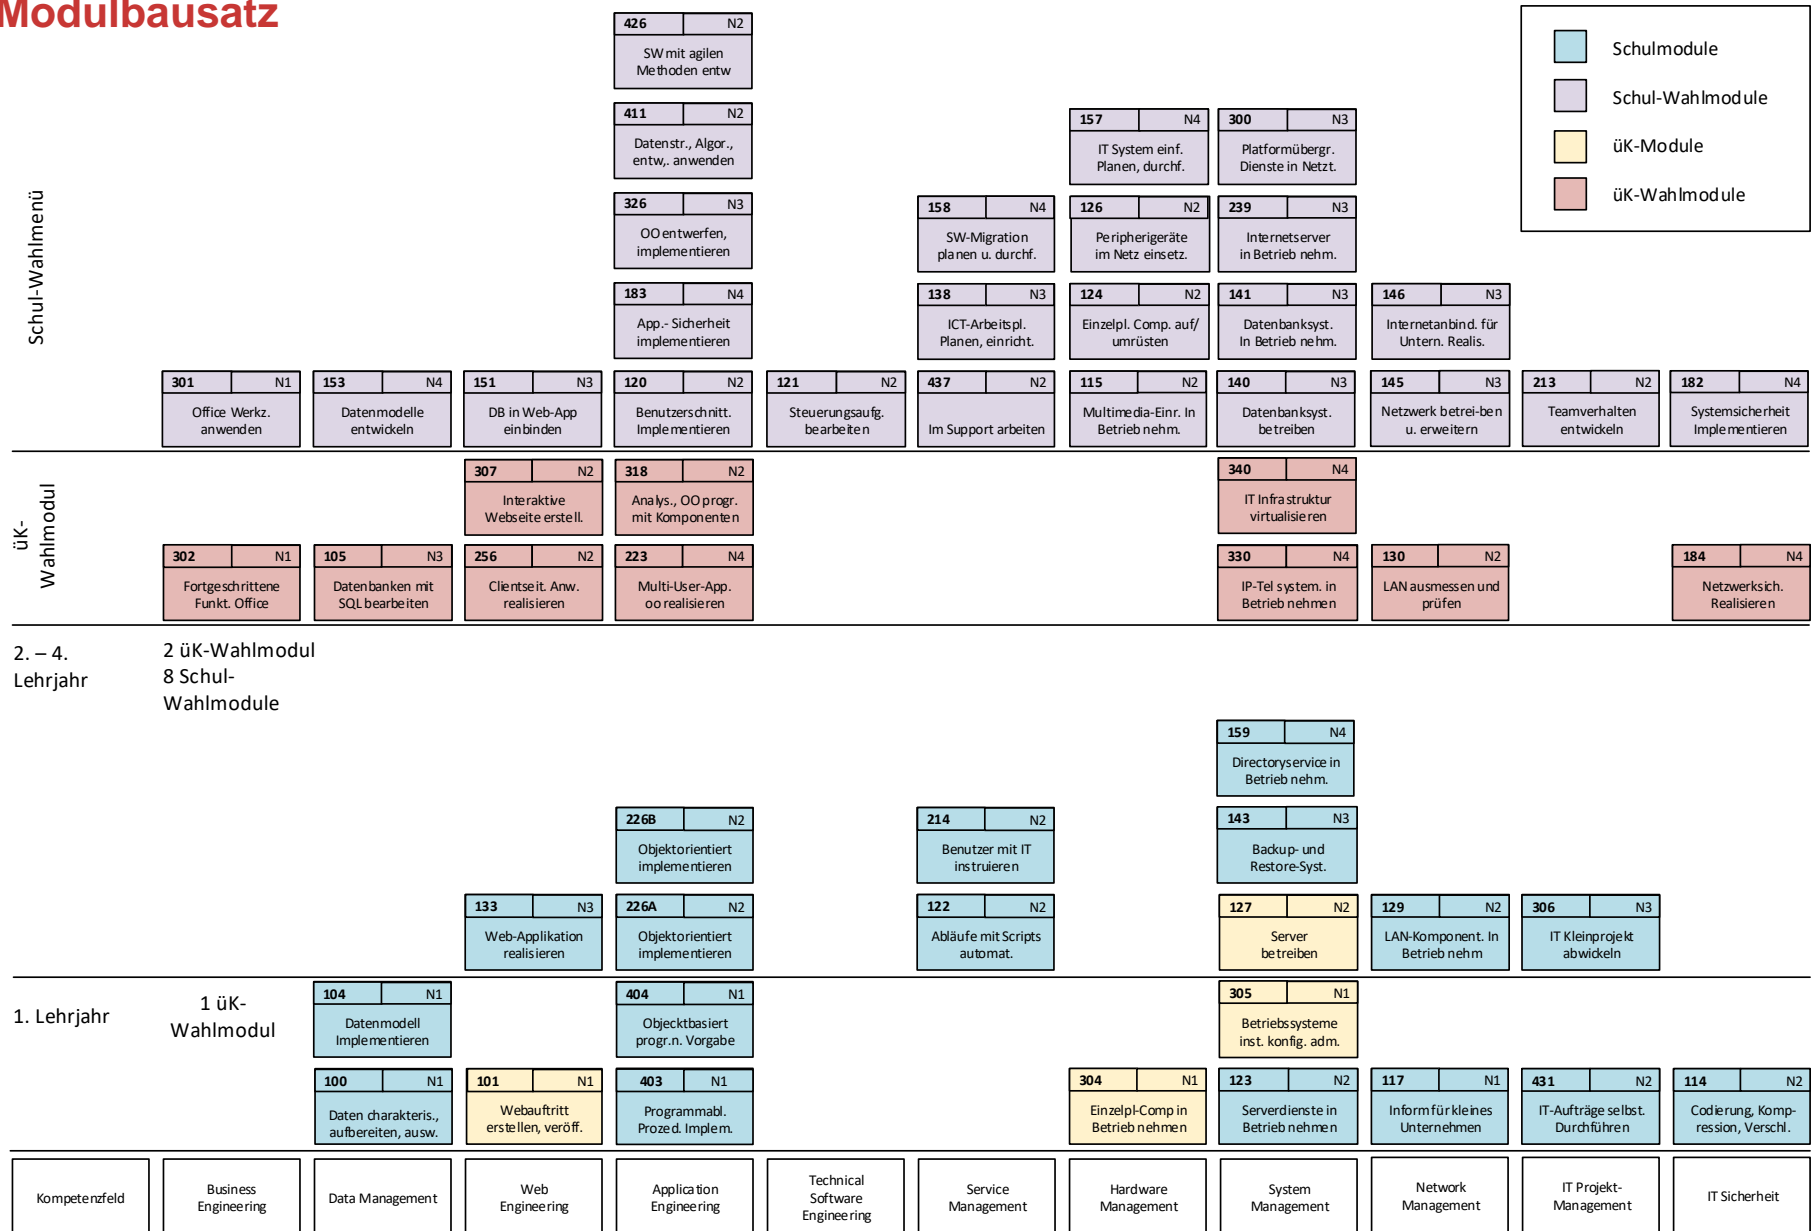 Modulbausatz
Schulmodule
Schul-Wahlmodule
üK-Module
üK-Wahlmodule
Schul-Wahlmenü
426 N2
SW mit agilen
Methoden entw
411 N2
Datenstr., Algor.,
entw,. anwenden
157 N4
IT System einf.
Planen, durchf.
300 N3
Platformübergr.
Dienste in Netzt.
326 N3
OO entwerfen,
implementieren
158 N4
SW-Migration
planen u. durchf.
126 N2
Peripherigeräte
im Netz einsetz.
239 N3
Internetserver
in Betrieb nehm.
183 N4
App.- Sicherheit
implementieren
138 N3
ICT-Arbeitspl.
Planen, einricht.
124 N2
Einzelpl. Comp. auf/
umrüsten
141 N3
Datenbanksyst.
In Betrieb nehm.
146 N3
Internetanbind. für
Untern. Realis.
301 N1
Office Werkz.
anwenden
153 N4
Datenmodelle
entwickeln
151 N3
DB in Web-App
einbinden
120 N2
Benutzerschnitt.
Implementieren
121 N2
Steuerungsaufg.
bearbeiten
437 N2
Im Support arbeiten
115 N2
Multimedia-Einr. In
Betrieb nehm.
140 N3
Datenbanksyst.
betreiben
145 N3
Netzwerk betrei-ben
u. erweitern
213 N2
Teamverhalten
entwickeln
182 N4
Systemsicherheit
Implementieren
üK-
Wahlmodul
307 N2
Interaktive
Webseite erstell.
318 N2
Analys., OO progr.
mit Komponenten
340 N4
IT Infrastruktur
virtualisieren
302 N1
Fortgeschrittene
Funkt. Office
105 N3
Datenbanken mit
SQL bearbeiten
256 N2
Clientseit. Anw.
realisieren
223 N4
Multi-User-App.
oo realisieren
330 N4
IP-Tel system. in
Betrieb nehmen
130 N2
LAN ausmessen und
prüfen
184 N4
Netzwerksich.
Realisieren
2. – 4.
Lehrjahr
2 üK-Wahlmodul
8 Schul-
Wahlmodule
159 N4
Directoryservice in
Betrieb nehm.
226B N2
Objektorientiert
implementieren
214 N2
Benutzer mit IT
instruieren
143 N3
Backup- und
Restore-Syst.
133 N3
Web-Applikation
realisieren
226A N2
Objektorientiert
implementieren
122 N2
Abläufe mit Scripts
automat.
127 N2
Server
betreiben
129 N2
LAN-Komponent. In
Betrieb nehm
306 N3
IT Kleinprojekt
abwickeln
1. Lehrjahr
1 üK-
Wahlmodul
104 N1
Datenmodell
Implementieren
404 N1
Objecktbasiert
progr.n. Vorgabe
305 N1
Betriebssysteme
inst. konfig. adm.
100 N1
Daten charakteris.,
aufbereiten, ausw.
101 N1
Webauftritt
erstellen, veröff.
403 N1
Programmabl.
Prozed. Implem.
304 N1
Einzelpl-Comp in
Betrieb nehmen
123 N2
Serverdienste in
Betrieb nehmen
117 N1
Inform für kleines
Unternehmen
431 N2
IT-Aufträge selbst.
Durchführen
114 N2
Codierung, Komp-
ression, Verschl.
Kompetenzfeld
Business
Engineering
Data Management
Web
Engineering
Application
Engineering
Technical
Software
Engineering
Service
Management
Hardware
Management
System
Management
Network
Management
IT Projekt-
Management
IT Sicherheit